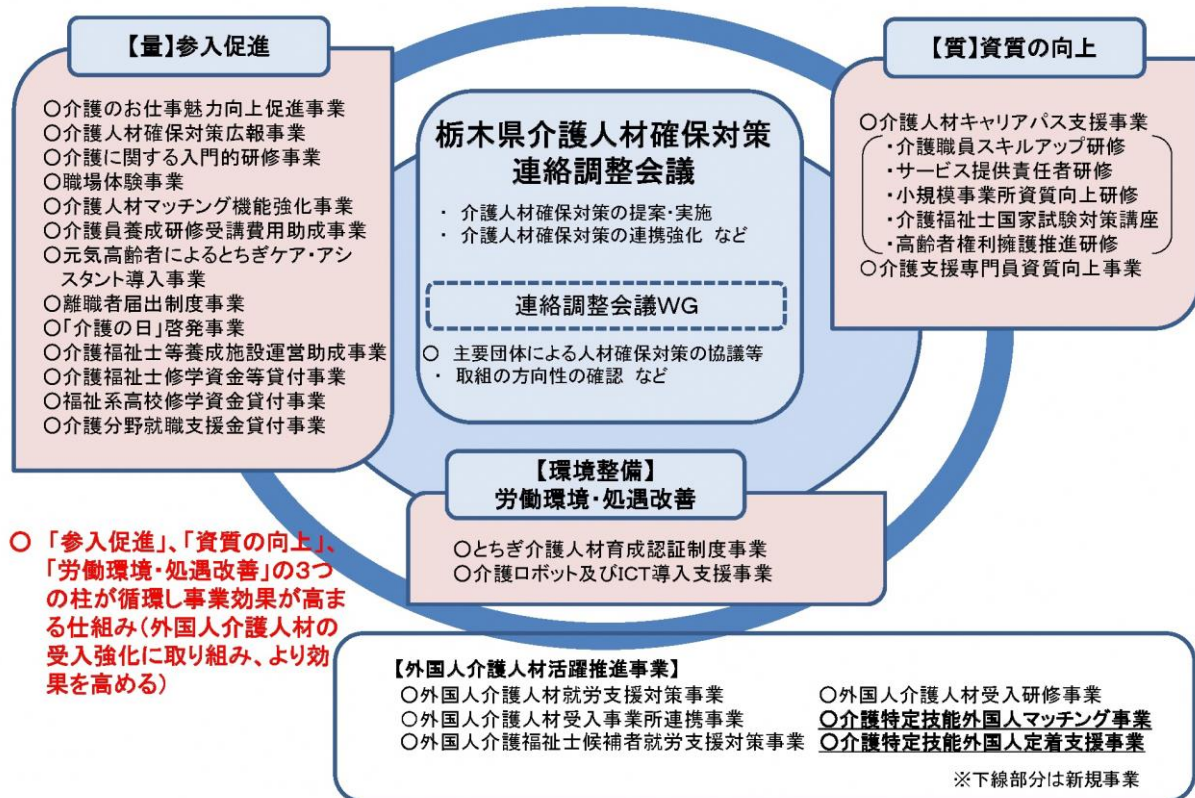 【量】参入促進
○介護のお仕事魅力向上促進事業
○介護人材確保対策広報事業
○介護に関する入門的研修事業
○職場体験事業
○介護人材マッチング機能強化事業
○介護員養成研修受講費用助成事業
○元気高齢者によるとちぎケア・アシ
スタント導入事業
○離職者届出制度事業
○「介護の日」啓発事業
○介護福祉士等養成施設運営助成事業
○介護福祉士修学資金等貸付事業
○福祉系高校修学資金貸付事業
○介護分野就職支援金貸付事業
栃木県介護人材確保対策
連絡調整会議
・ 介護人材確保対策の提案・実施
・ 介護人材確保対策の連携強化 など
連絡調整会議WG
○ 主要団体による人材確保対策の協議等
・ 取組の方向性の確認 など
【質】資質の向上
○介護人材キャリアパス支援事業
・介護職員スキルアップ研修
・サービス提供責任者研修
・小規模事業所資質向上研修
・介護福祉士国家試験対策講座
・高齢者権利擁護推進研修
○介護支援専門員資質向上事業
【環境整備】
労働環境・処遇改善
○とちぎ介護人材育成認証制度事業
○介護ロボット及びICT導入支援事業
○ 「参入促進」、「資質の向上」、
「労働環境・処遇改善」の3つ
の柱が循環し事業効果が高ま
る仕組み(外国人介護人材の
受入強化に取り組み、より効
果を高める)
【外国人介護人材活躍推進事業】
○外国人介護人材就労支援対策事業
○外国人介護人材受入事業所連携事業
○外国人介護福祉士候補者就労支援対策事業
○外国人介護人材受入研修事業
○介護特定技能外国人マッチング事業
○介護特定技能外国人定着支援事業
※下線部分は新規事業